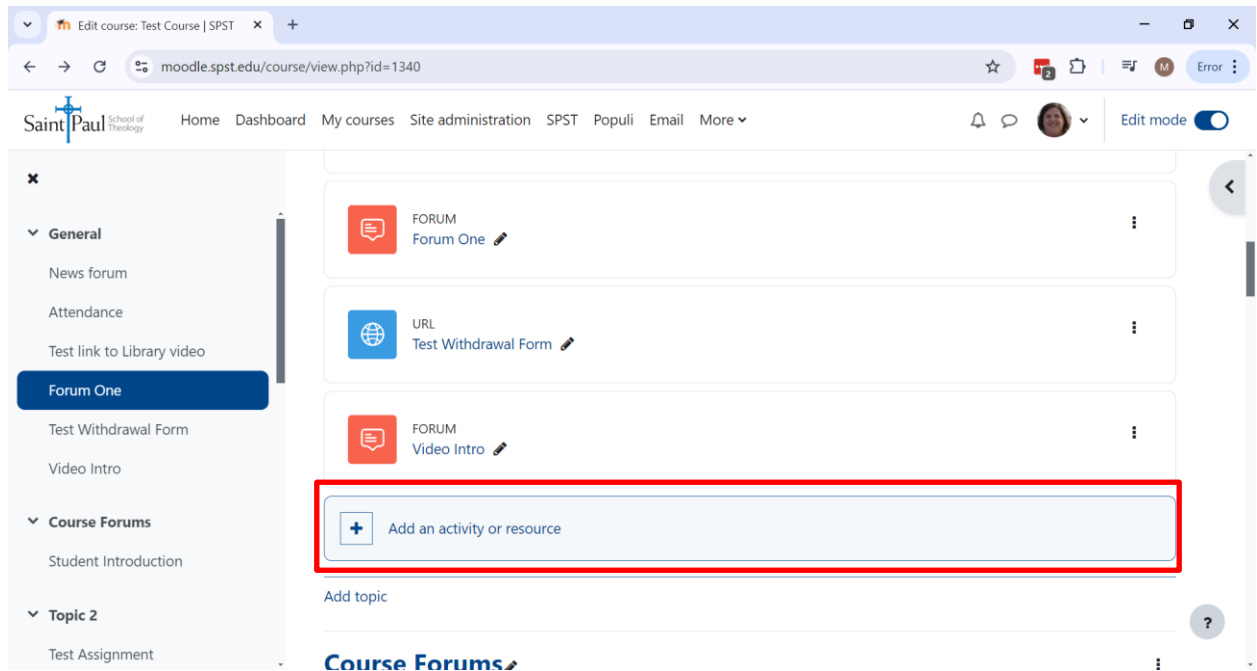 Edit course: Test Course | SPST
moodle.spst.edu/course/view.php?id=1340
2
M
Error
Saint Paul School of Theology
Home Dashboard My courses Site administration SPST Populi Email More
Edit mode
General
News forum
Attendance
Test link to Library video
Forum One
Test Withdrawal Form
Video Intro
Course Forums
Student Introduction
Topic 2
Test Assignment
FORUM
Forum One
URL
Test Withdrawal Form
FORUM
Video Intro
Add an activity or resource
Add topic
?
Course Forums